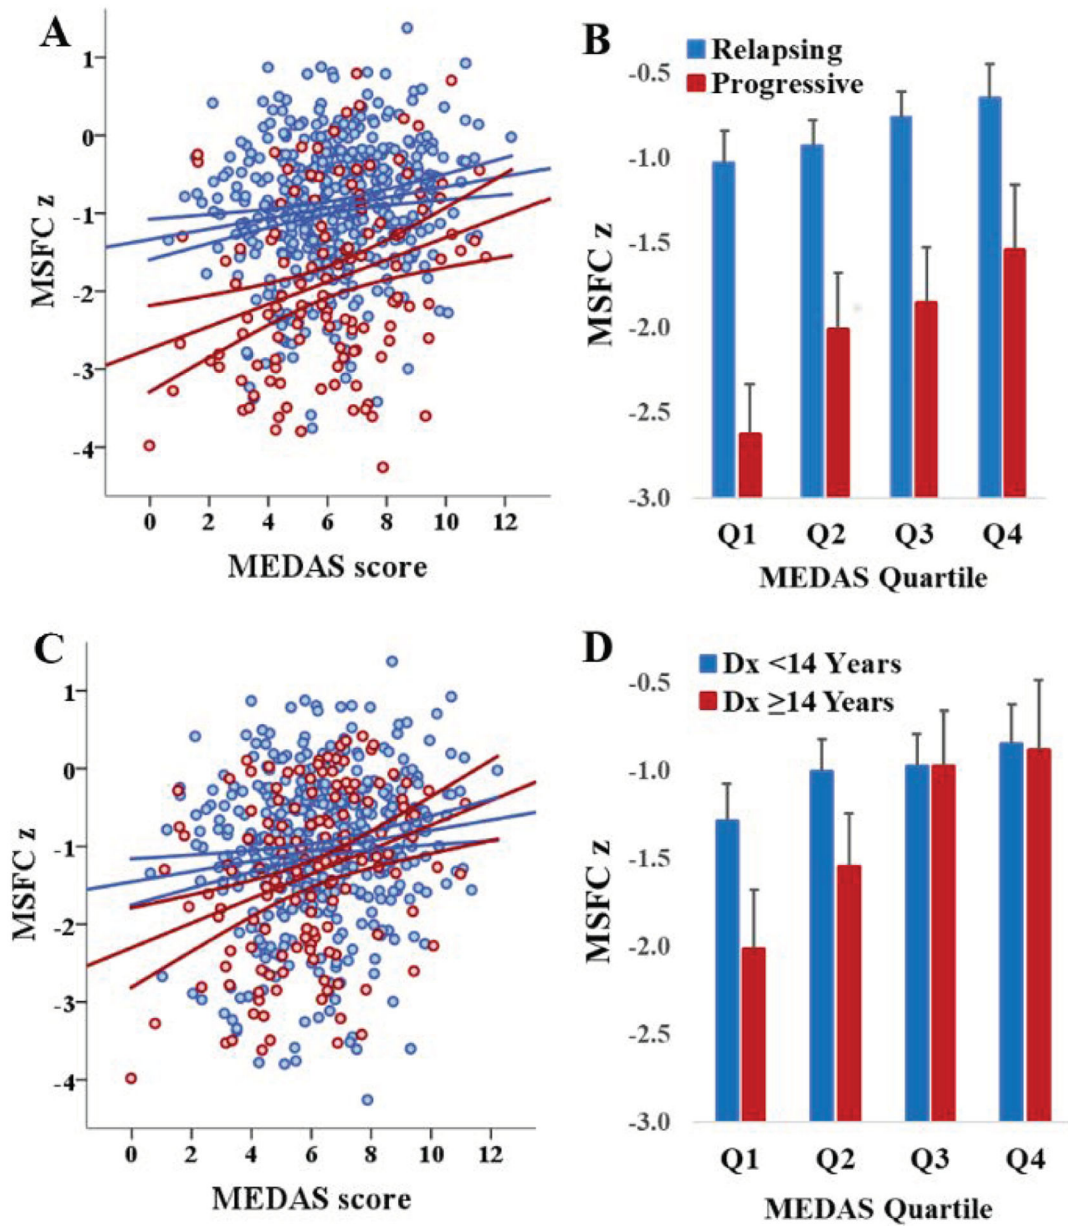 A
1
0
-1
-2
-3
-4
MSFC z
0 2 4 6 8 10 12
MEDAS score
B
Relapsing
Progressive
-0.5
-1.0
-1.5
-2.0
-2.5
-3.0
MSFC z
Q1 Q2 Q3 Q4
MEDAS Quartile
C
1
0
-1
-2
-3
-4
MSFC z
0 2 4 6 8 10 12
MEDAS score
D
Dx <14 Years
Dx ≥14 Years
-0.5
-1.0
-1.5
-2.0
-2.5
-3.0
MSFC z
Q1 Q2 Q3 Q4
MEDAS Quartile